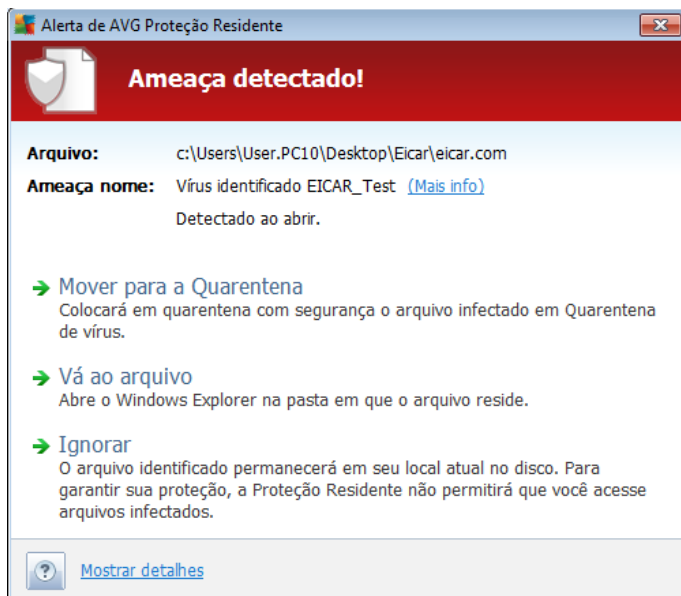 Alerta de AVG Proteção Residente
Ameaça detectado!
Arquivo: c:\Users\User.PC10\Desktop\Eicar\eicar.com
Ameaça nome: Vírus identificado EICAR_Test (Mais info)
Detectado ao abrir.
Mover para a Quarentena
Colocará em quarentena com segurança o arquivo infectado em Quarentena
de vírus.
Vá ao arquivo
Abre o Windows Explorer na pasta em que o arquivo reside.
Ignorar
O arquivo identificado permanecerá em seu local atual no disco. Para
garantir sua proteção, a Proteção Residente não permitirá que você acesse
arquivos infectados.
? Mostrar detalhes